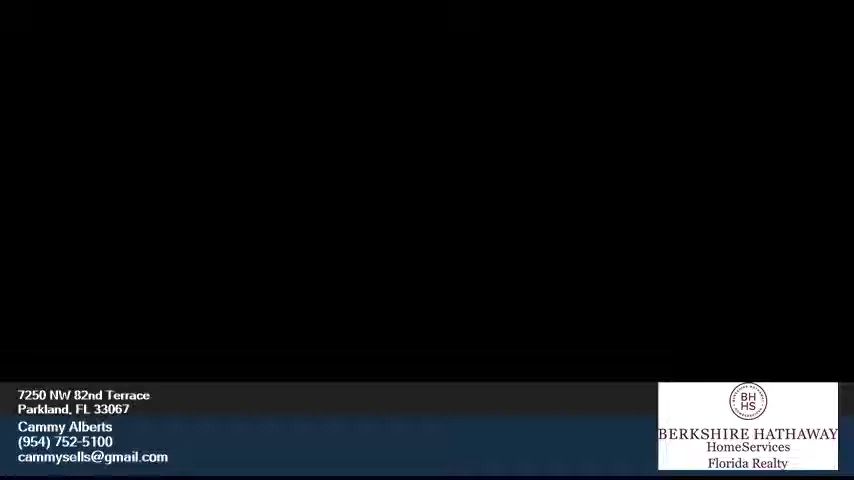 7250 NW 82nd Terrace
Parkland, FL 33067
Cammy Alberts
(954) 752-5100
cammysells@gmail.com
BH
HS
BERKSHIRE HATHAWAY
HomeServices
Florida Realty